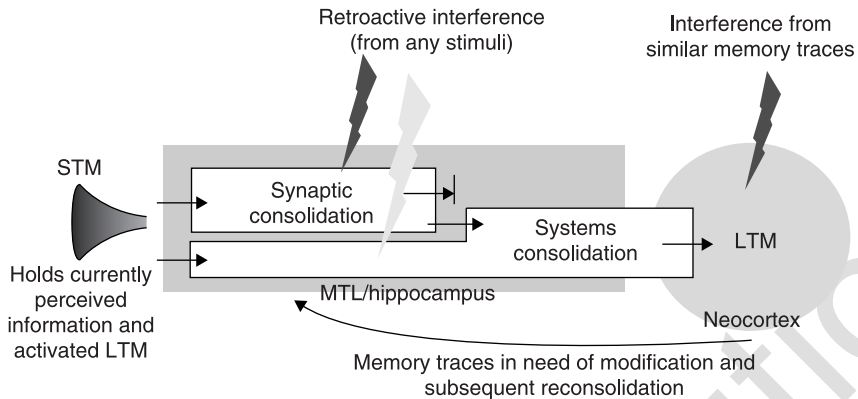 Retroactive interference
(from any stimuli)
Interference from
similar memory traces
STM
Synaptic
consolidation
Systems
consolidation
LTM
Holds currently
perceived
information and
activated LTM
MTL/hippocampus
Neocortex
Memory traces in need of modification and
subsequent reconsolidation